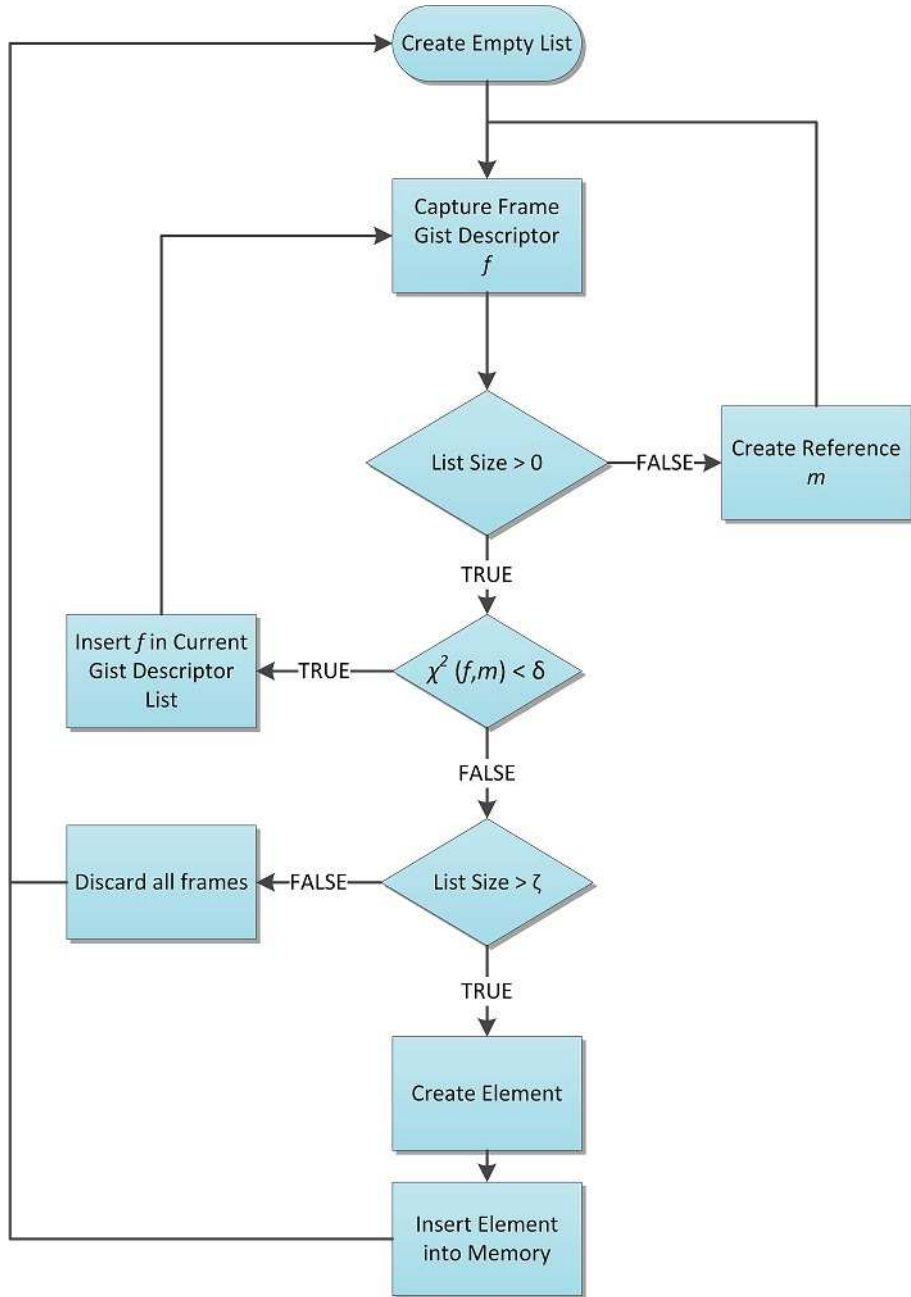 Create Empty List
Capture Frame
Gist Descriptor
f
List Size > 0
FALSE
Create Reference
m
TRUE
Insert f in Current
Gist Descriptor
List
TRUE
χ² (f,m) < δ
FALSE
Discard all frames
FALSE
List Size > ζ
TRUE
Create Element
Insert Element
into Memory